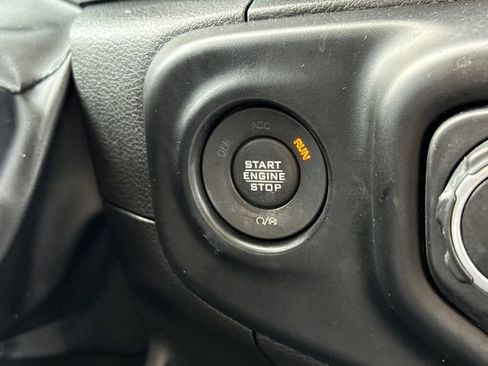 OFF ACC RUN
START
ENGINE
STOP